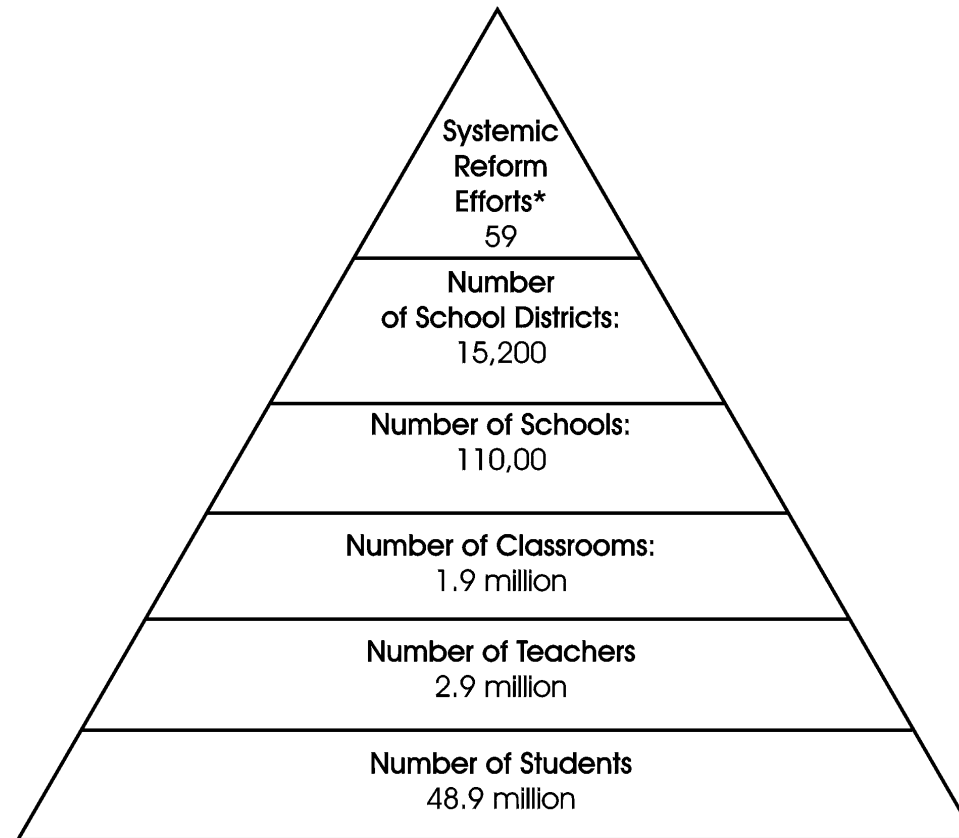 Systemic
Reform
Efforts*
59
Number
of School Districts:
15,200
Number of Schools:
110,00
Number of Classrooms:
1.9 million
Number of Teachers
2.9 million
Number of Students
48.9 million